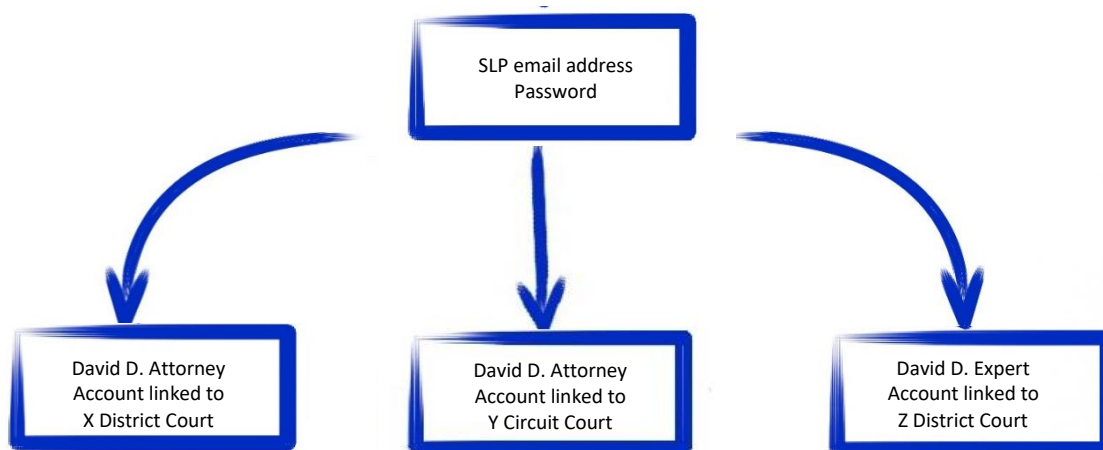 SLP email address
Password
David D. Attorney
Account linked to
X District Court
David D. Attorney
Account linked to
Y Circuit Court
David D. Expert
Account linked to
Z District Court